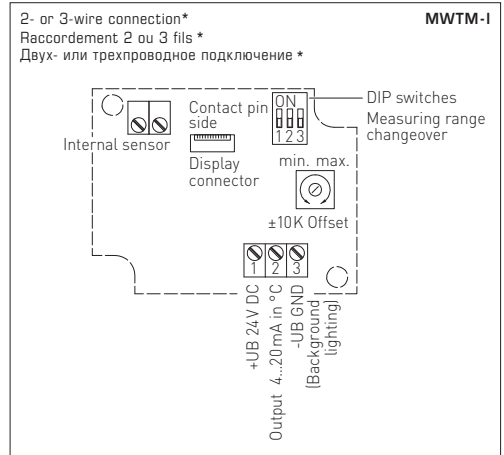 2- or 3-wire connection*
MWTM-I
Raccordement 2 ou 3 fils *
Двух- или трехпроводное подключение *
DIP switches
Measuring range
changeover
ON
1 2 3
Contact pin
side
Internal sensor
Display
connector
min. max.
±10K Offset
1 2 3
+UB 24V DC
Output 4...20mA in °C
-UB GND
(Background
lighting)